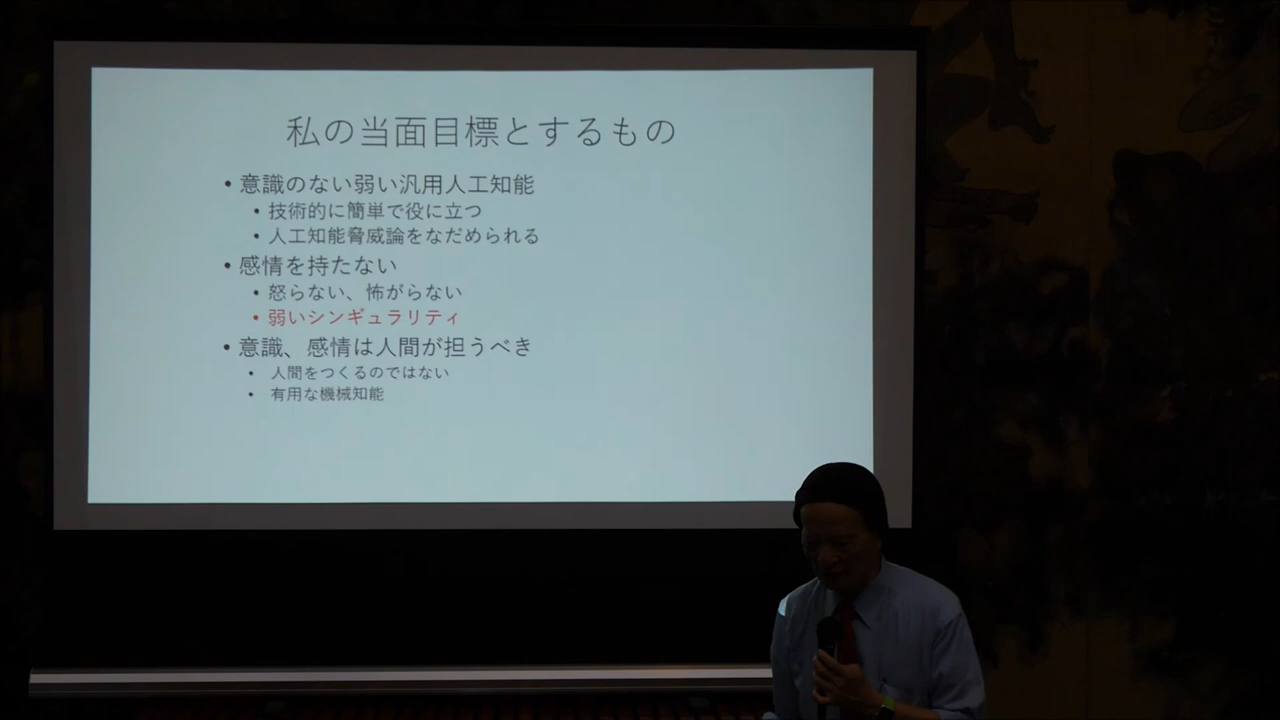 私の当面目標とするもの
• 意識のない弱い汎用人工知能
• 技術的に簡単で役に立つ
• 人工知能脅威論をなだめられる
• 感情を持たない
• 怒らない、怖がらない
• 弱いシンギュラリティ
• 意識、感情は人間が担うべき
• 人間をつくるのではない
• 有用な機械知能